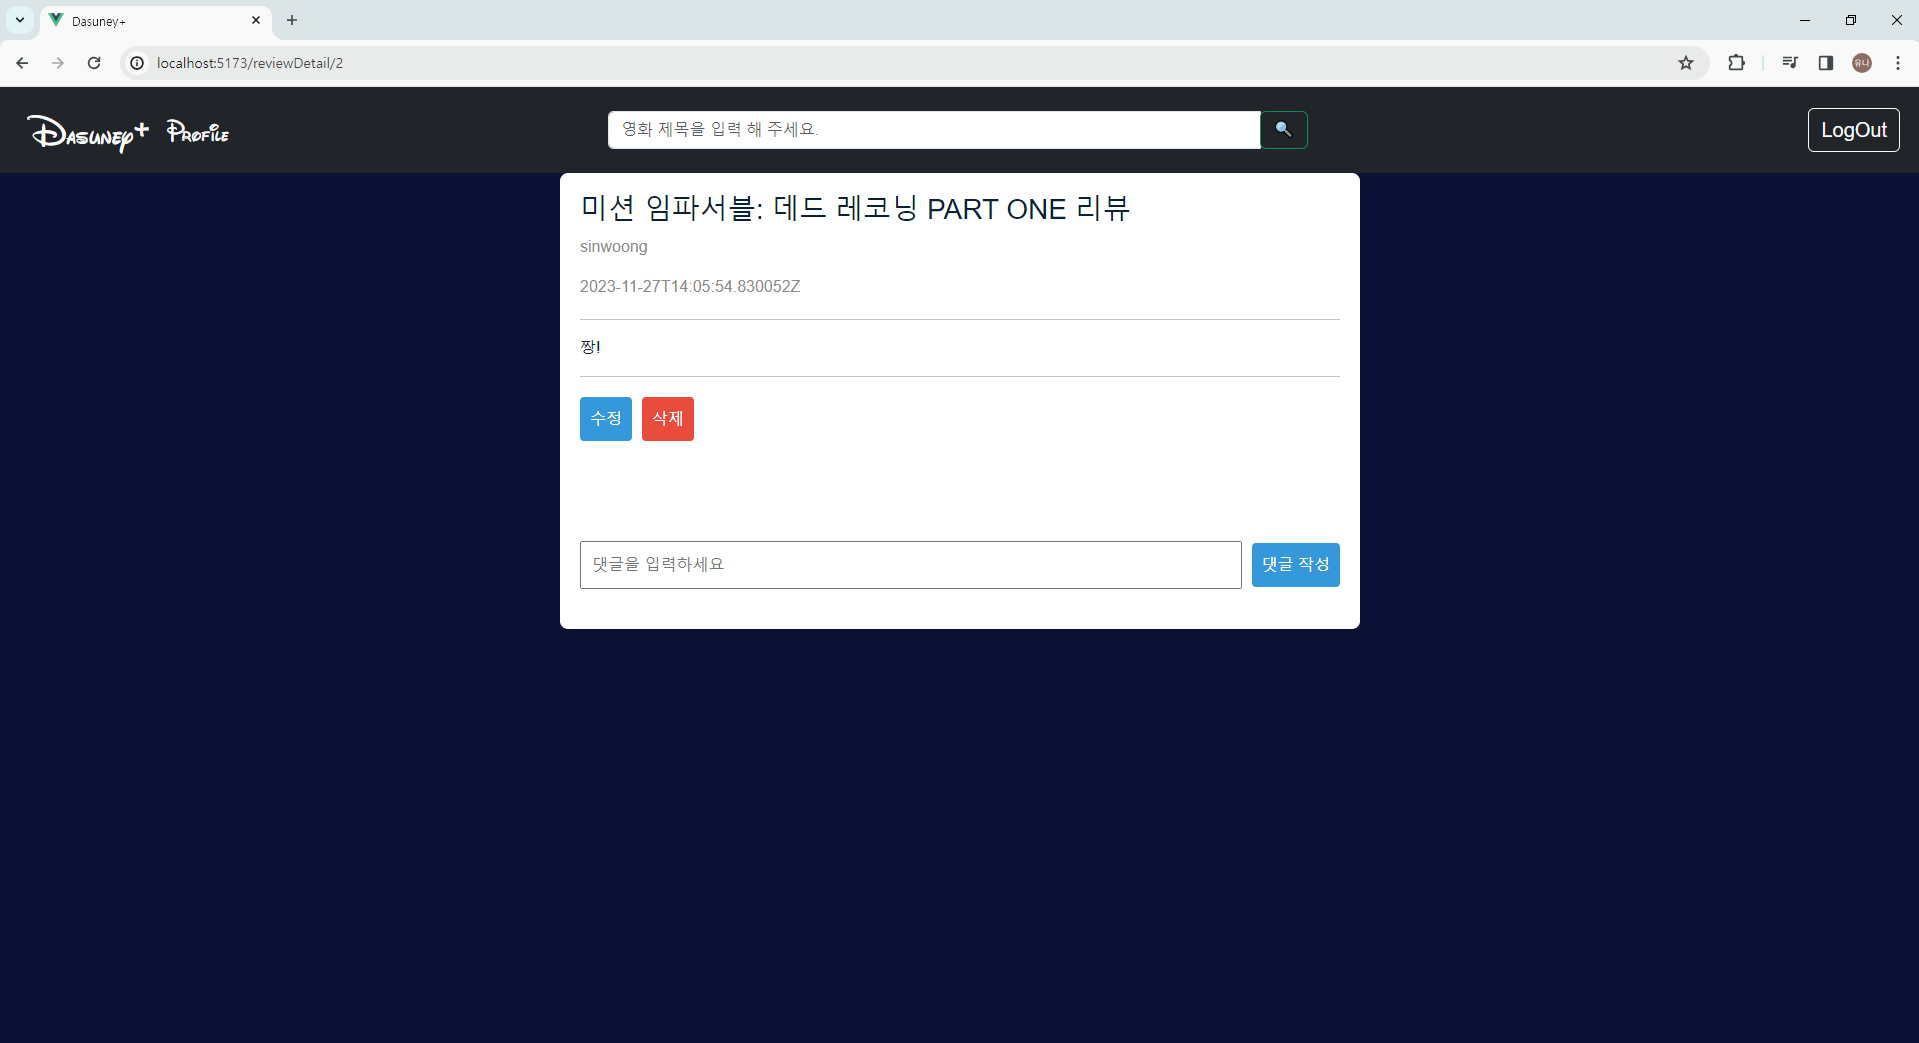 Dasuney+
localhost:5173/reviewDetail/2
유나
Dasuney+ Profile
영화 제목을 입력 해 주세요.
LogOut
미션 임파서블: 데드 레코닝 PART ONE 리뷰
sinwoong
2023-11-27T14:05:54.830052Z
짱!
수정 삭제
댓글을 입력하세요
댓글 작성